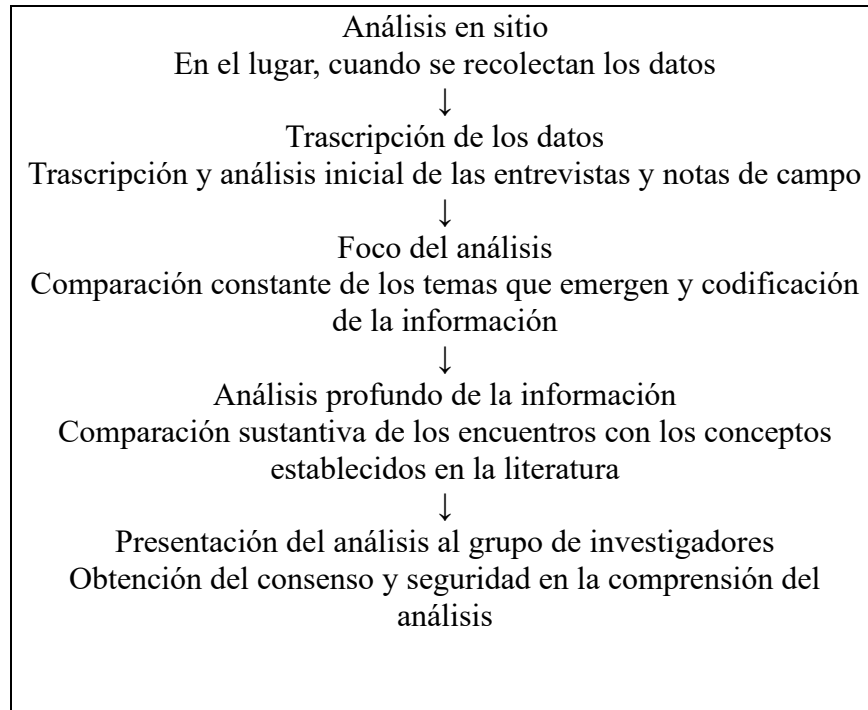 Análisis en sitio
En el lugar, cuando se recolectan los datos
↓
Trascripción de los datos
Trascripción y análisis inicial de las entrevistas y notas de campo
↓
Foco del análisis
Comparación constante de los temas que emergen y codificación
de la información
↓
Análisis profundo de la información
Comparación sustantiva de los encuentros con los conceptos
establecidos en la literatura
↓
Presentación del análisis al grupo de investigadores
Obtención del consenso y seguridad en la comprensión del
análisis